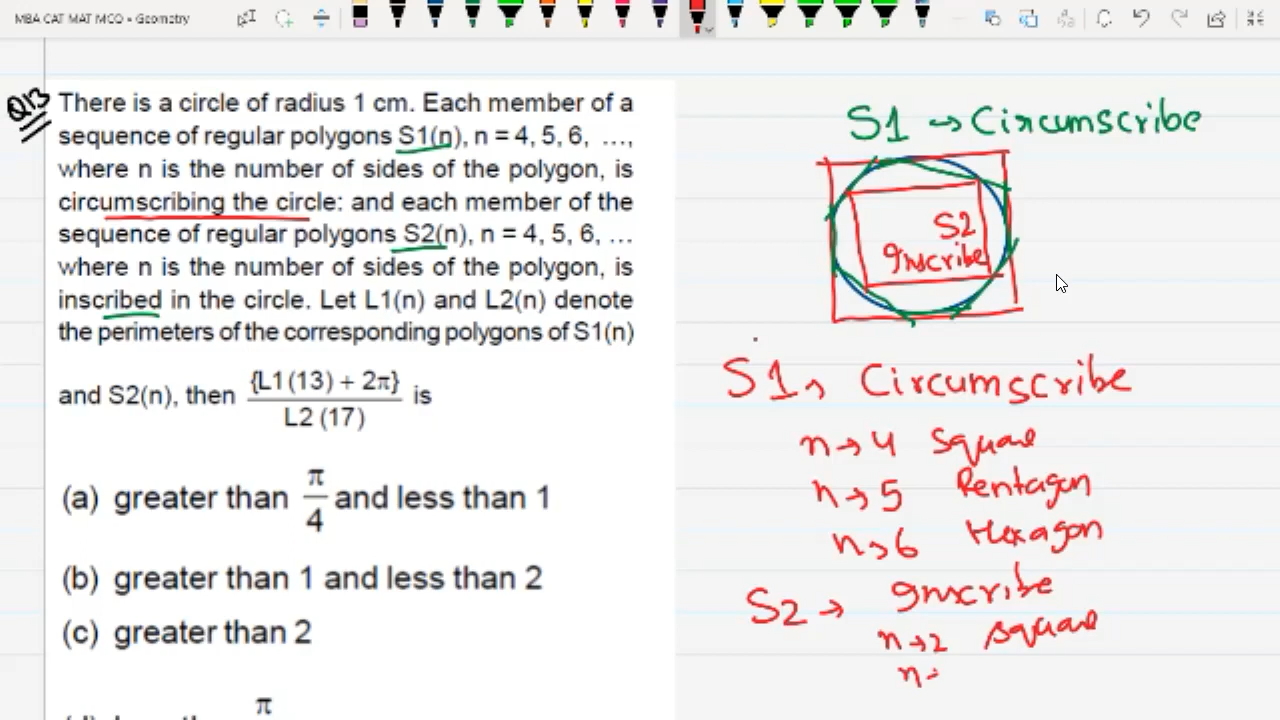 MBA CAT MAT MCQ = Geometry
Q13
There is a circle of radius 1 cm. Each member of a
sequence of regular polygons S1(n), n = 4, 5, 6, …,
where n is the number of sides of the polygon, is
circumscribing the circle: and each member of the
sequence of regular polygons S2(n), n = 4, 5, 6, …
where n is the number of sides of the polygon, is
inscribed in the circle. Let L1(n) and L2(n) denote
the perimeters of the corresponding polygons of S1(n)
and S2(n), then {L1(13) + 2π} / L2 (17) is
(a) greater than π/4 and less than 1
(b) greater than 1 and less than 2
(c) greater than 2
π
S1 → Circumscribe
S2
Inscribe
S1 → Circumscribe
n → 4 Square
n → 5 Pentagon
n → 6 Hexagon
S2 → Inscribe
n → 2 Square
n -